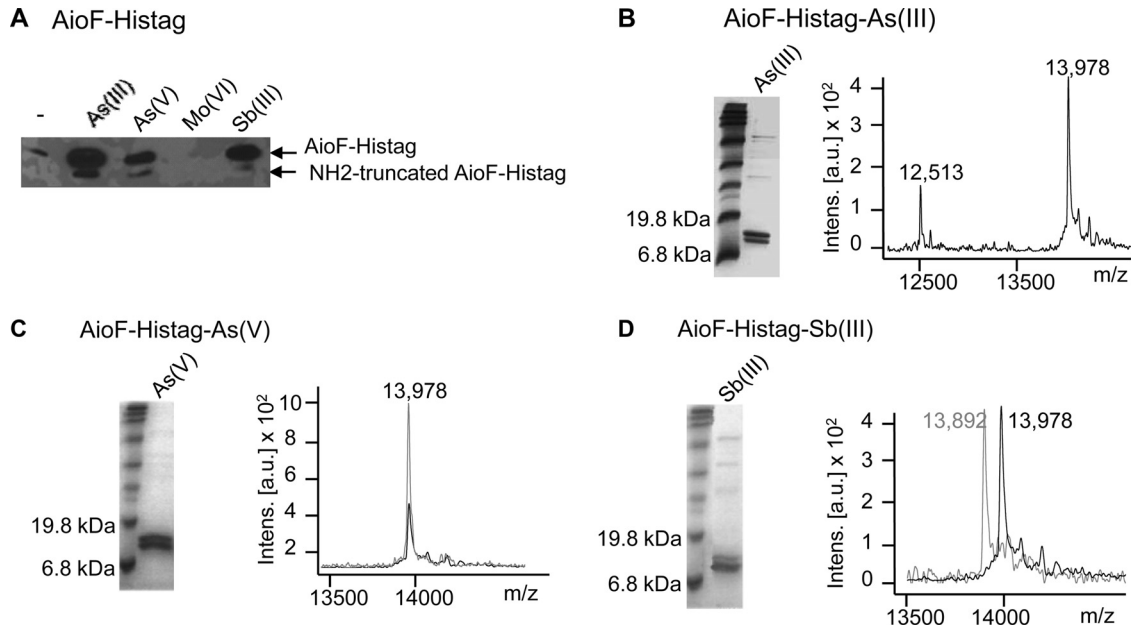 A AioF-Histag
- As(III) As(V) Mo(VI) Sb(III)
AioF-Histag
NH2-truncated AioF-Histag
B AioF-Histag-As(III)
As(III)
19.8 kDa
6.8 kDa
Intens. [a.u.] x 10²
4
3
2
1
0
12,513
13,978
12500 13500 m/z
C AioF-Histag-As(V)
As(V)
19.8 kDa
6.8 kDa
Intens. [a.u.] x 10²
10
8
6
4
2
13,978
13500 14000 m/z
D AioF-Histag-Sb(III)
Sb(III)
19.8 kDa
6.8 kDa
Intens. [a.u.] x 10²
4
3
2
1
0
13,892 13,978
13500 14000 m/z